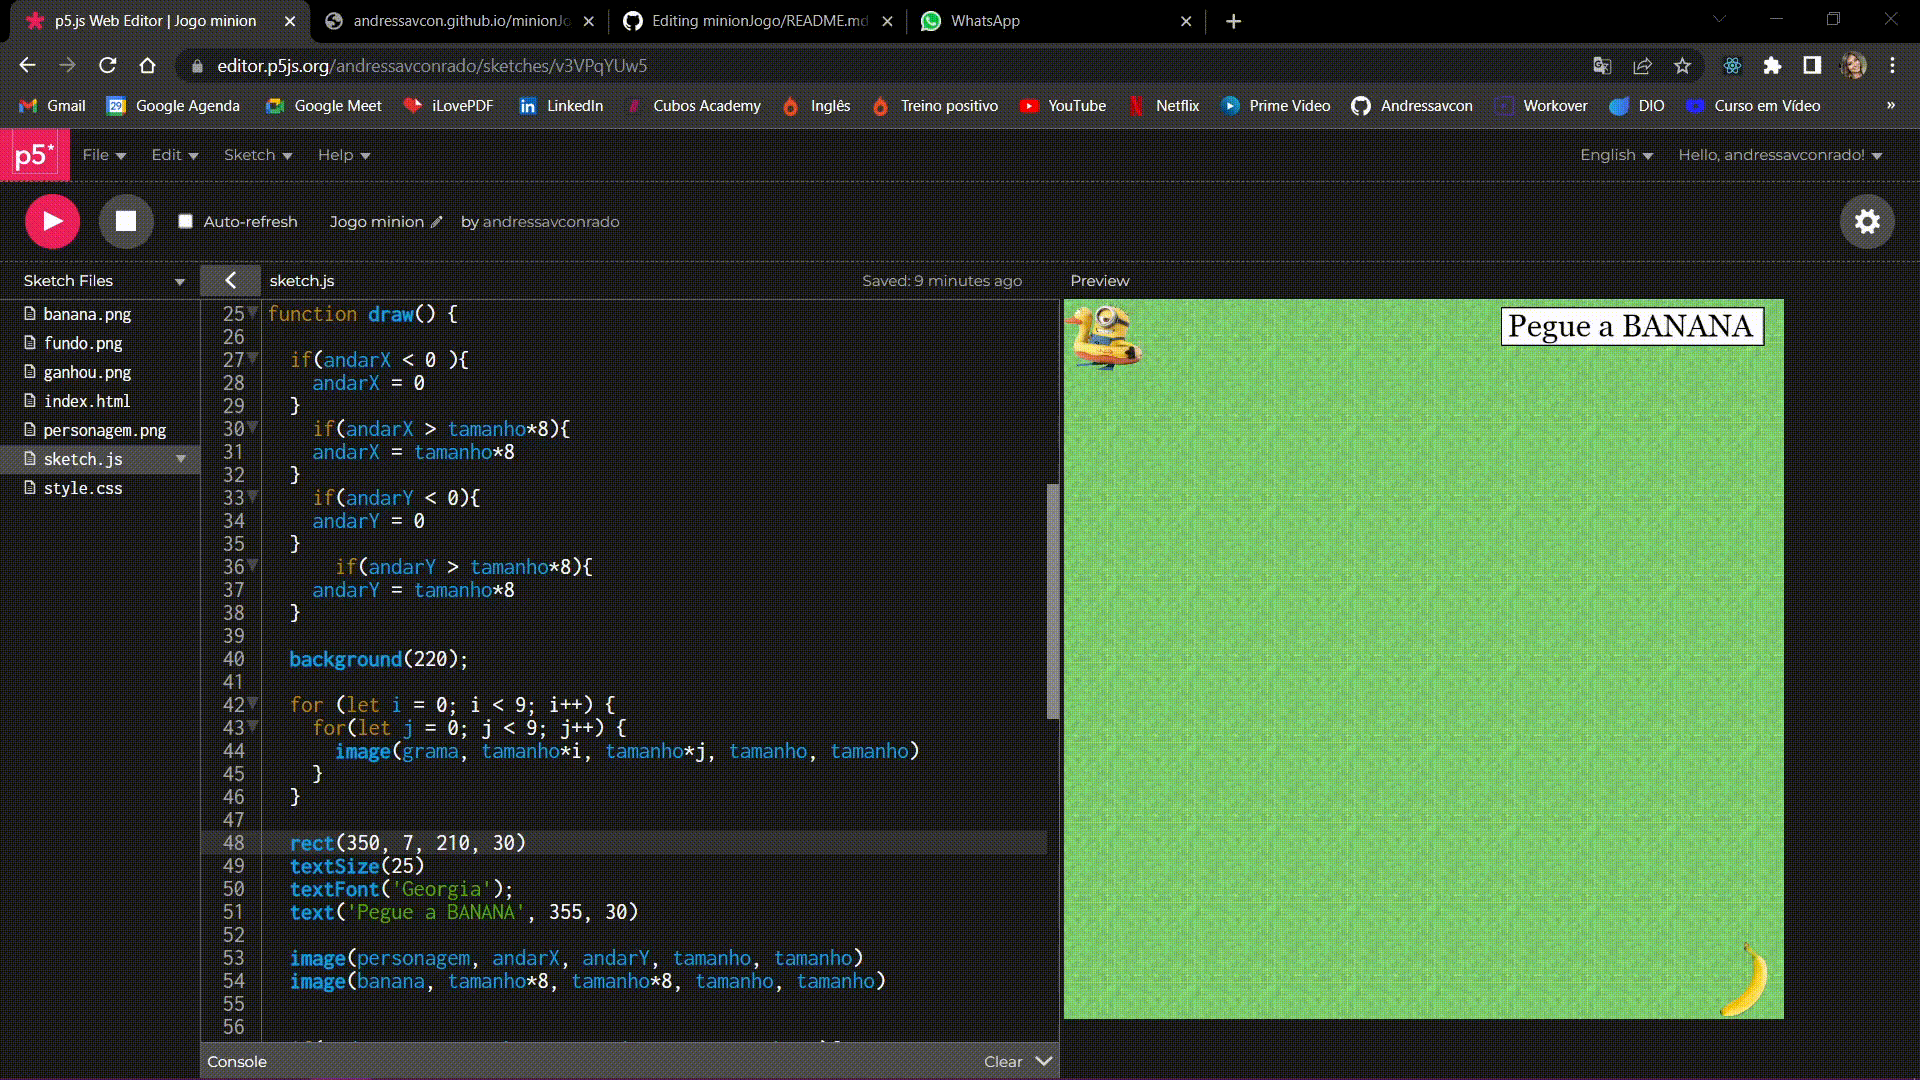 p5.js Web Editor | Jogo minion
andressavcon.github.io/minionJo
Editing minionJogo/README.md
WhatsApp
editor.p5js.org/andressavconrado/sketches/v3VPqYUw5
Gmail
29
Google Agenda
Google Meet
iLovePDF
LinkedIn
Cubos Academy
Inglês
Treino positivo
YouTube
Netflix
Prime Video
Andressavcon
Workover
DIO
Curso em Vídeo
»
p5*
File
Edit
Sketch
Help
English
Hello, andressavconrado!
Auto-refresh
Jogo minion
by andressavconrado
Sketch Files
sketch.js
Saved: 9 minutes ago
Preview
banana.png
fundo.png
ganhou.png
index.html
personagem.png
sketch.js
style.css
25 function draw() {
26
27 if(andarX < 0 ){
28 andarX = 0
29 }
30 if(andarX > tamanho*8){
31 andarX = tamanho*8
32 }
33 if(andarY < 0){
34 andarY = 0
35 }
36 if(andarY > tamanho*8){
37 andarY = tamanho*8
38 }
39
40 background(220);
41
42 for (let i = 0; i < 9; i++) {
43 for(let j = 0; j < 9; j++) {
44 image(grama, tamanho*i, tamanho*j, tamanho, tamanho)
45 }
46 }
47
48 rect(350, 7, 210, 30)
49 textSize(25)
50 textFont('Georgia');
51 text('Pegue a BANANA', 355, 30)
52
53 image(personagem, andarX, andarY, tamanho, tamanho)
54 image(banana, tamanho*8, tamanho*8, tamanho, tamanho)
55
56
Pegue a BANANA
Console
Clear